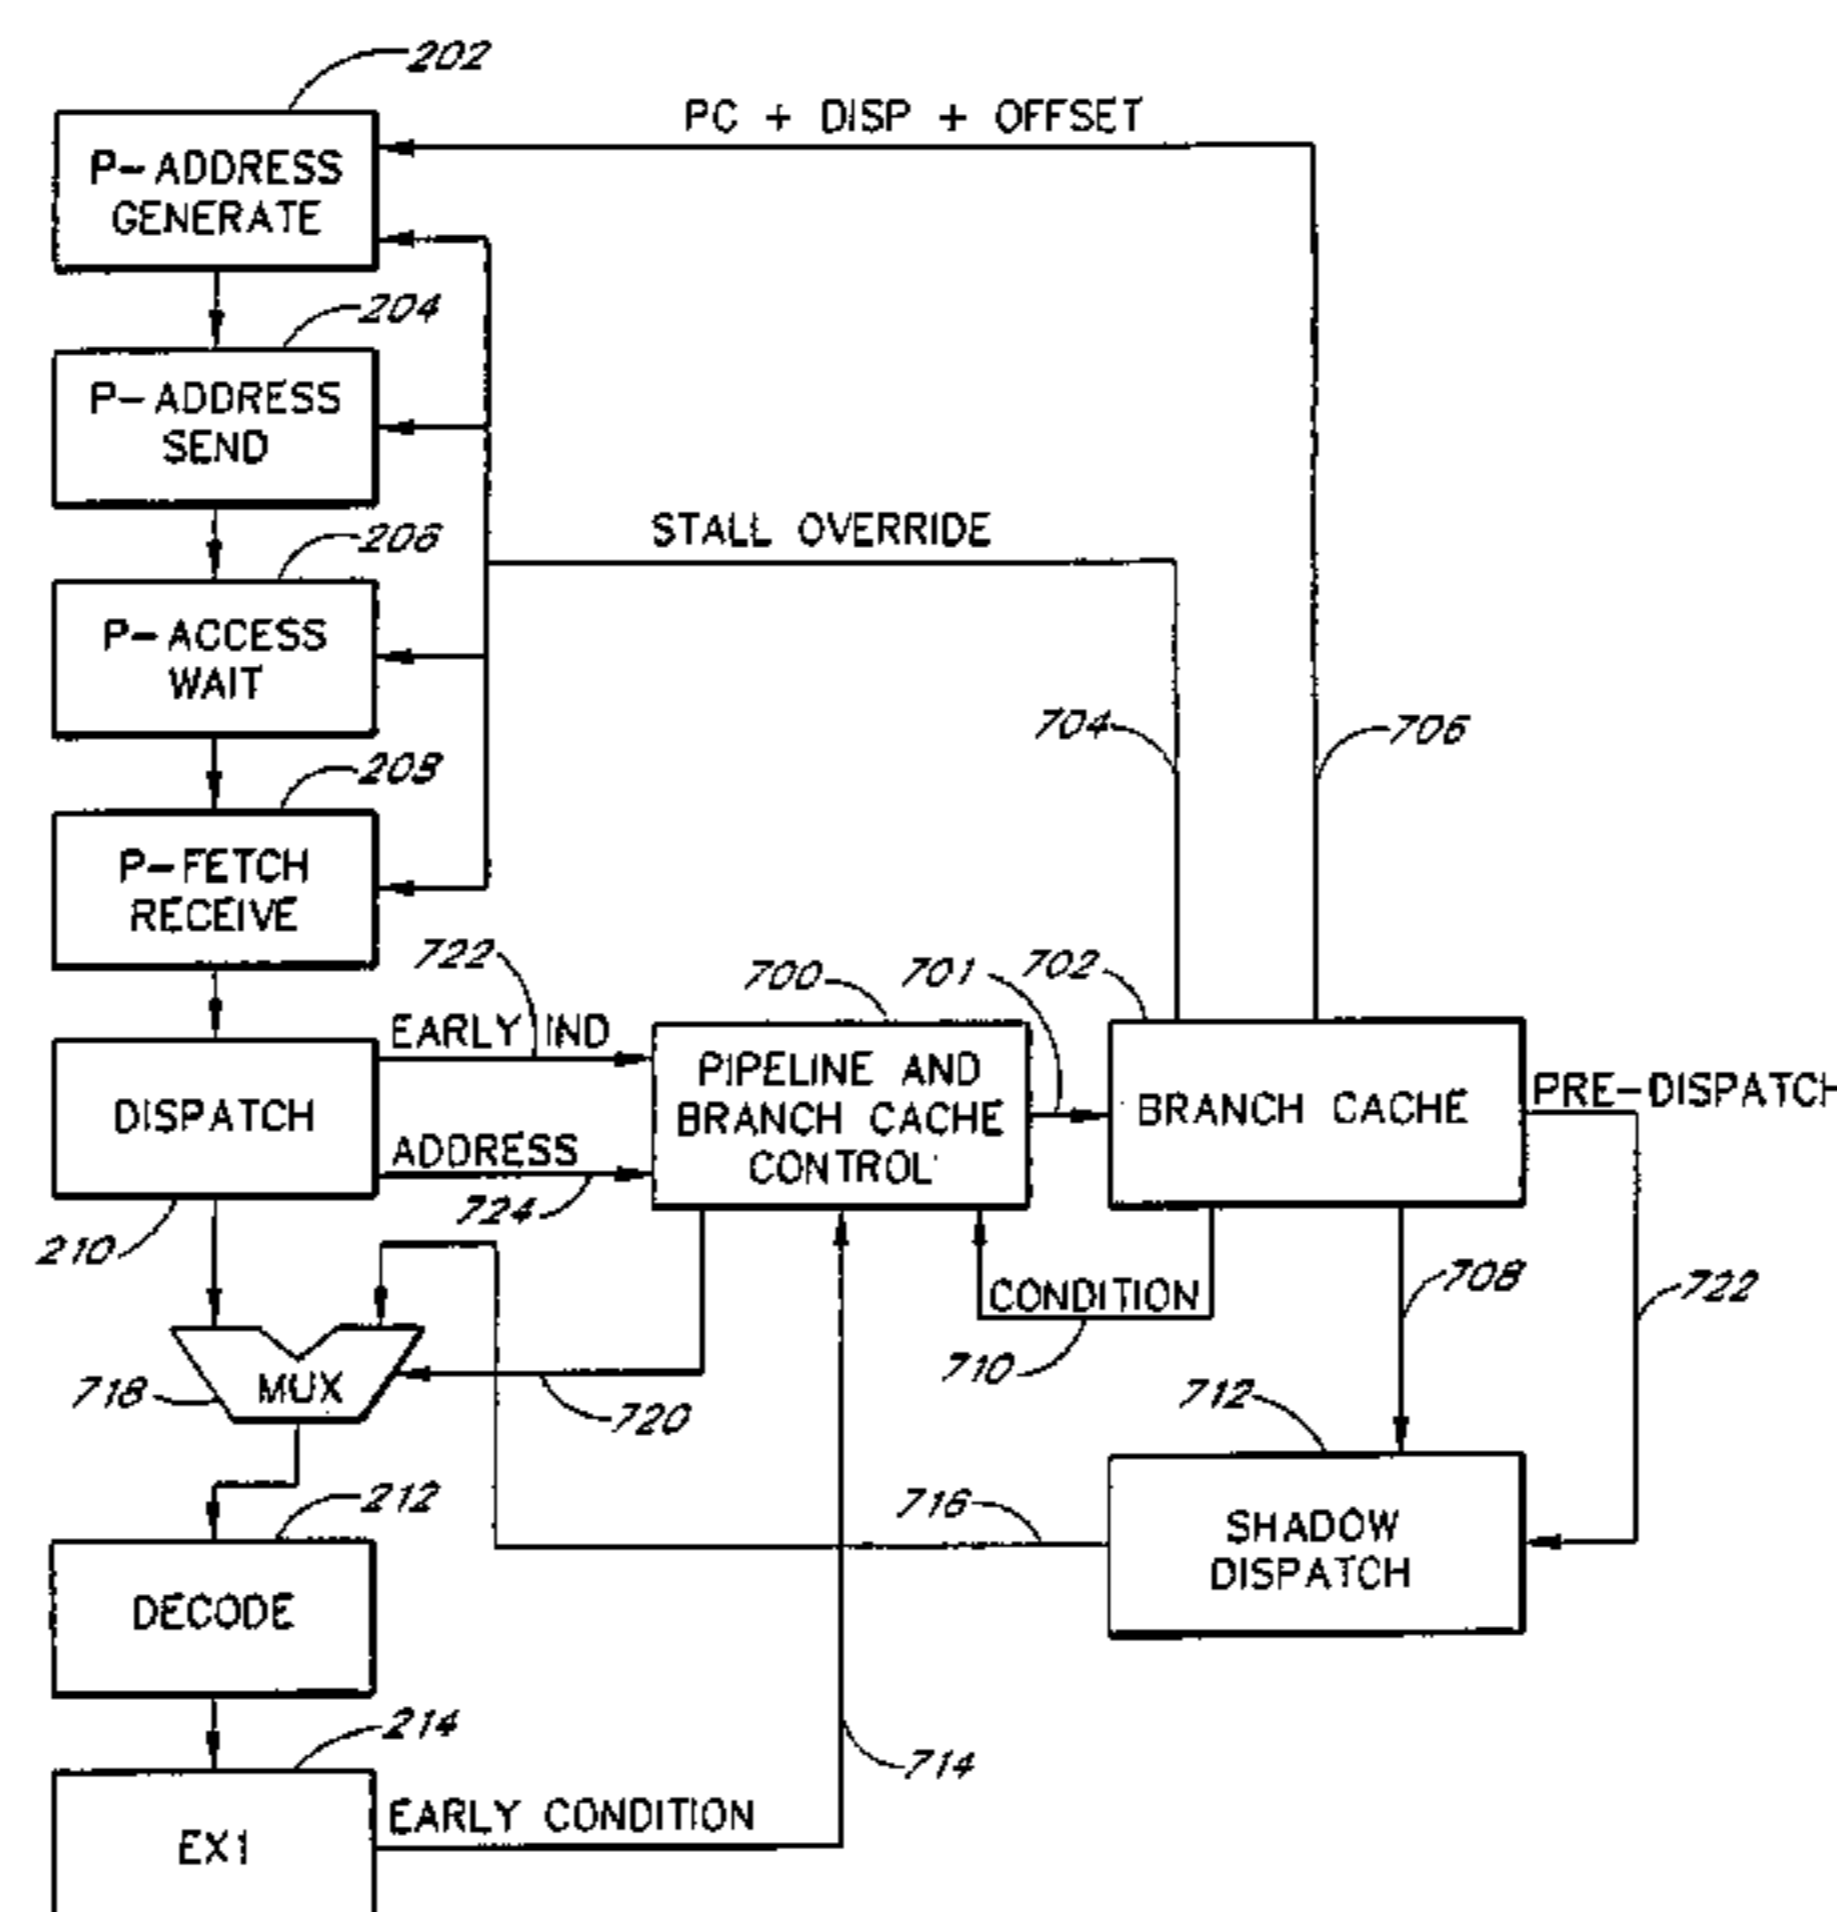 202
PC + DISP + OFFSET
P-ADDRESS
GENERATE
204
P-ADDRESS
SEND
STALL OVERRIDE
206
P-ACCESS
WAIT
704
706
208
P-FETCH
RECEIVE
722
700
701
702
EARLY IND
PIPELINE AND
BRANCH CACHE
CONTROL
BRANCH CACHE
PRE-DISPATCH
DISPATCH
ADDRESS
724
210
CONDITION
708
722
710
MUX
718
720
712
212
716
SHADOW
DISPATCH
DECODE
214
714
EARLY CONDITION
EX1